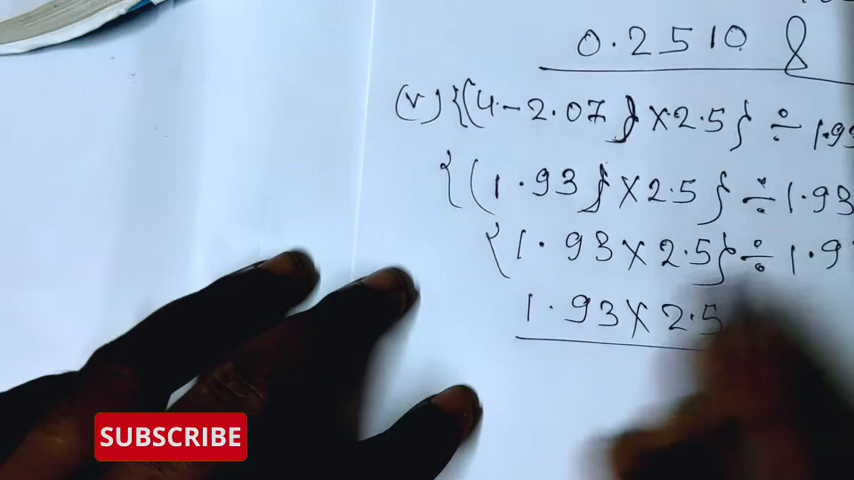 0.2510
(v) {(4-2.07)} ×2.5} ÷ 1.93
{(1.93} ×2.5} ÷ 1.93
{1.93×2.5} ÷ 1.9
1.93×2.5
SUBSCRIBE